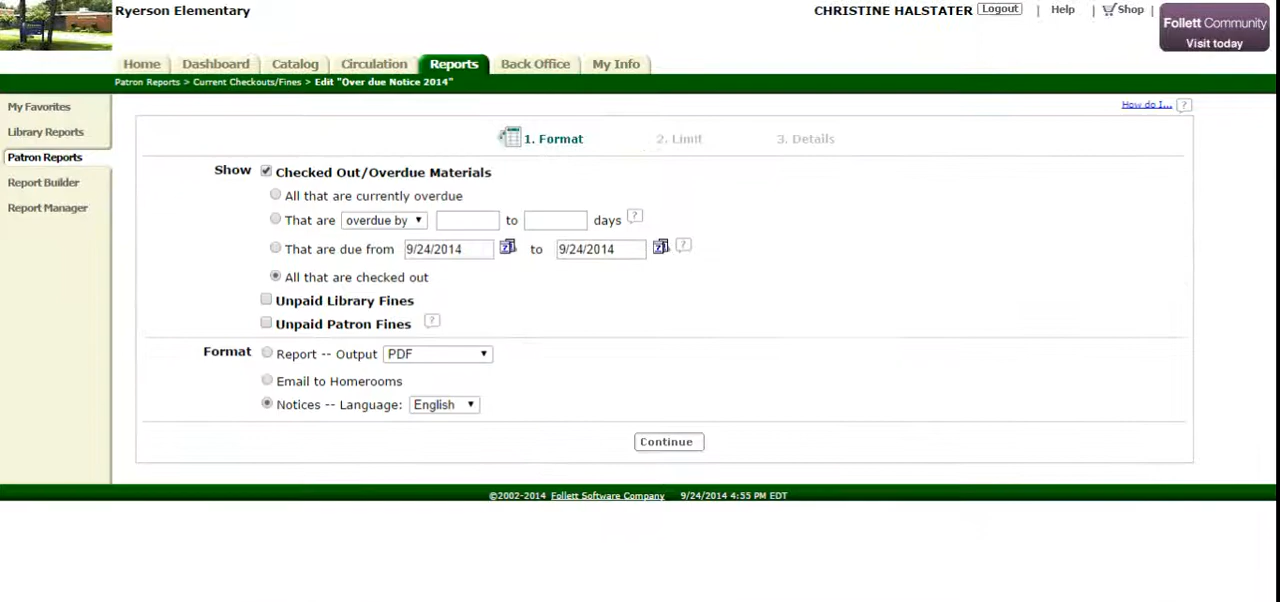 Ryerson Elementary
CHRISTINE HALSTATER Logout | Help | Shop |
Follett Community
Visit today
Home Dashboard Catalog Circulation Reports Back Office My Info
Patron Reports > Current Checkouts/Fines > Edit "Over due Notice 2014"
My Favorites
Library Reports
Patron Reports
Report Builder
Report Manager
How do I... ?
1. Format 2. Limit 3. Details
Show Checked Out/Overdue Materials
All that are currently overdue
That are overdue by to days ?
That are due from 9/24/2014 to 9/24/2014 ?
All that are checked out
Unpaid Library Fines
Unpaid Patron Fines ?
Format Report -- Output PDF
Email to Homerooms
Notices -- Language: English
Continue
©2002-2014 Follett Software Company 9/24/2014 4:55 PM EDT